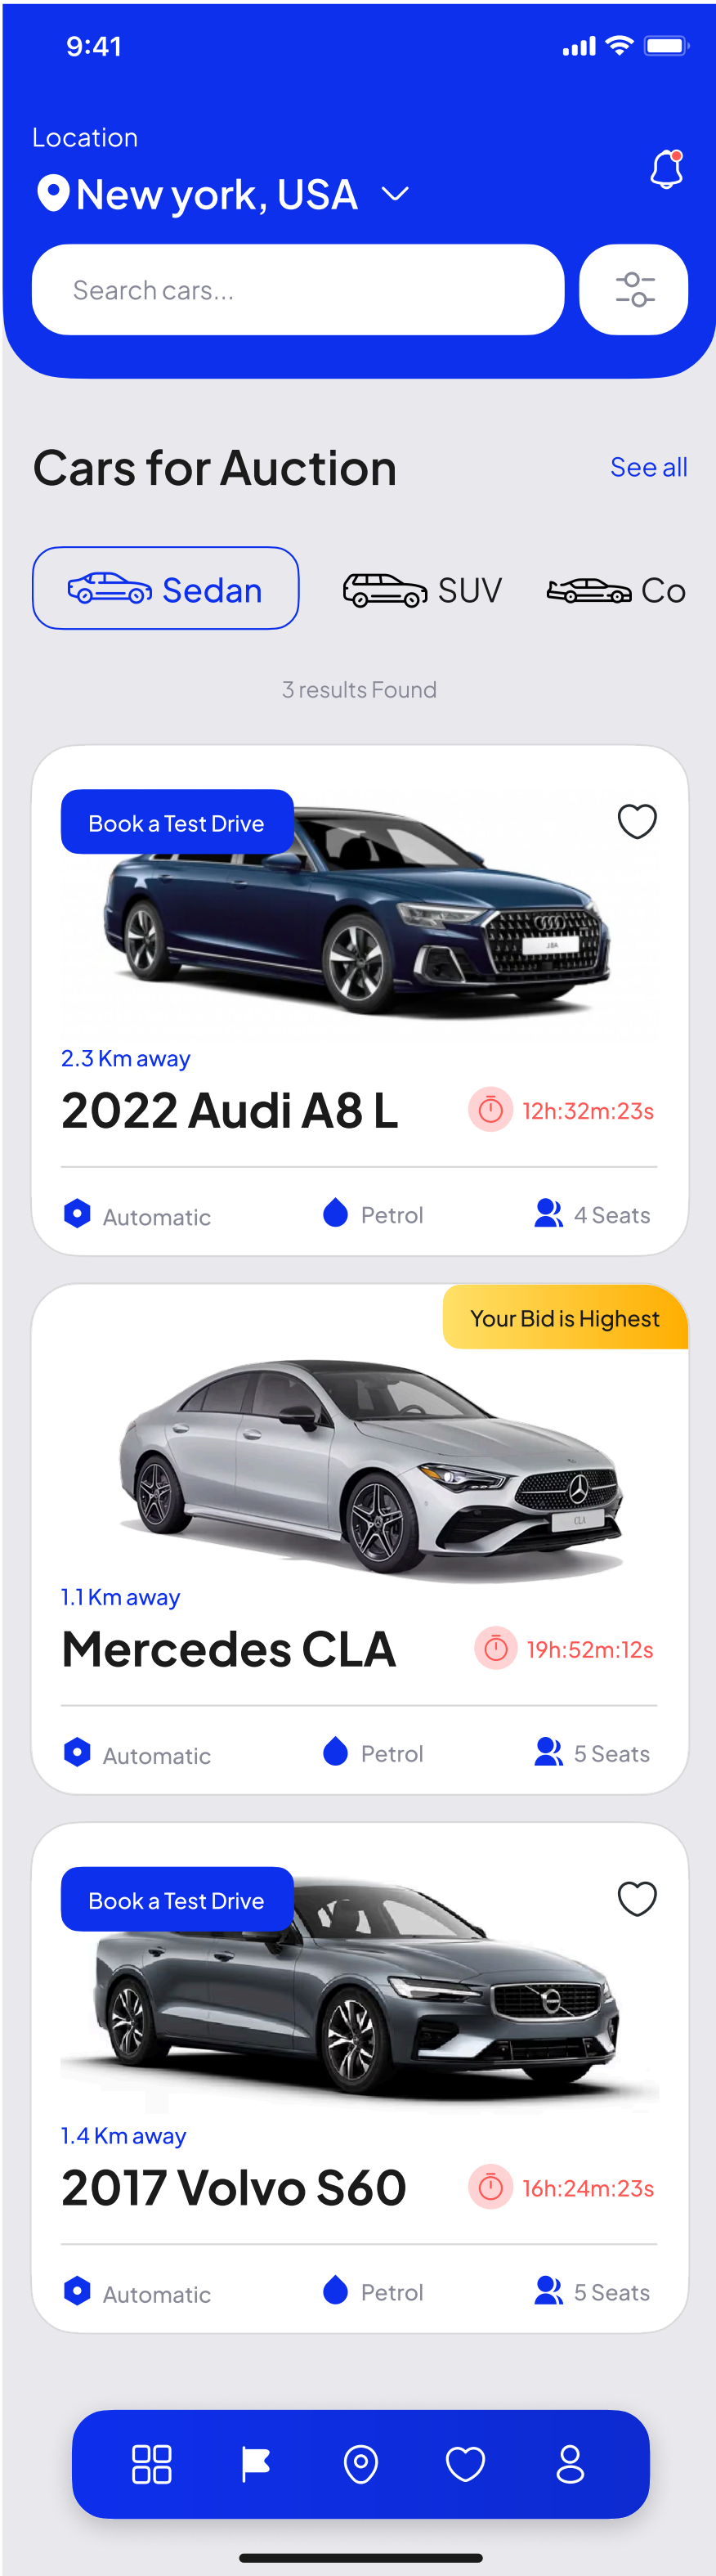 9:41
Location
New york, USA
Search cars...
Cars for Auction
See all
Sedan
SUV
Co
3 results Found
Book a Test Drive
2.3 Km away
2022 Audi A8 L
12h:32m:23s
Automatic
Petrol
4 Seats
Your Bid is Highest
CLA
1.1 Km away
Mercedes CLA
19h:52m:12s
Automatic
Petrol
5 Seats
Book a Test Drive
1.4 Km away
2017 Volvo S60
16h:24m:23s
Automatic
Petrol
5 Seats